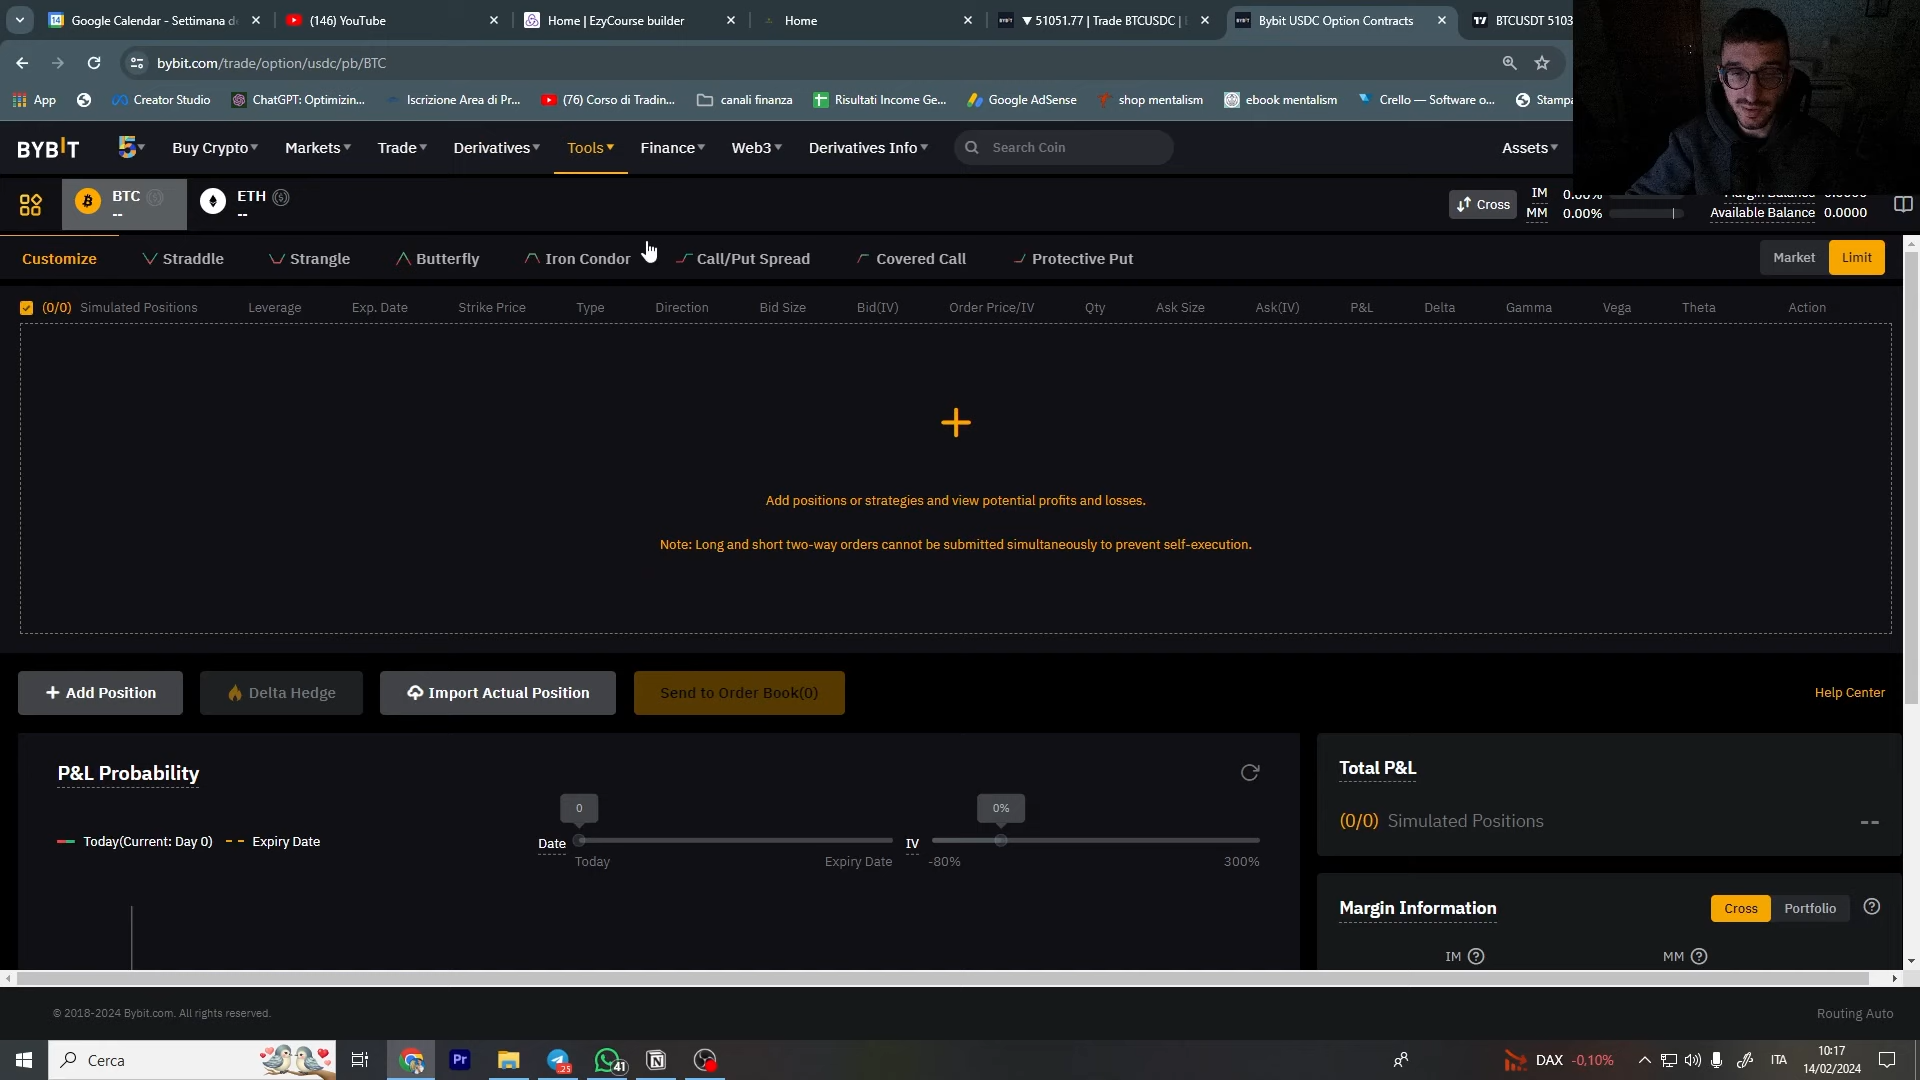 Google Calendar - Settimana d
(146) YouTube
Home | EzyCourse builder
Home
▼ 51051.77 | Trade BTCUSDC |
Bybit USDC Option Contracts
BTCUSDT 5103
bybit.com/trade/option/usdc/pb/BTC
App
Creator Studio
ChatGPT: Optimizin...
Iscrizione Area di Pr...
(76) Corso di Tradin...
canali finanza
Risultati Income Ge...
Google AdSense
shop mentalism
ebook mentalism
Crello — Software o...
Stampa
BYBIT
Buy Crypto
Markets
Trade
Derivatives
Tools
Finance
Web3
Derivatives Info
Search Coin
Assets
BTC
--
ETH
--
Cross
IM 0.00%
MM 0.00%
Margin Balance 0.0000
Available Balance 0.0000
Customize
Straddle
Strangle
Butterfly
Iron Condor
Call/Put Spread
Covered Call
Protective Put
Market
Limit
(0/0) Simulated Positions
Leverage
Exp. Date
Strike Price
Type
Direction
Bid Size
Bid(IV)
Order Price/IV
Qty
Ask Size
Ask(IV)
P&L
Delta
Gamma
Vega
Theta
Action
Add positions or strategies and view potential profits and losses.
Note: Long and short two-way orders cannot be submitted simultaneously to prevent self-execution.
+ Add Position
Delta Hedge
Import Actual Position
Send to Order Book(0)
Help Center
P&L Probability
Total P&L
0
0%
(0/0) Simulated Positions
--
Today(Current: Day 0)
Expiry Date
Date
Today
Expiry Date
IV
-80%
300%
Margin Information
Cross
Portfolio
IM
MM
© 2018-2024 Bybit.com. All rights reserved.
Routing Auto
Cerca
Pr
25
41
DAX -0,10%
ITA
10:17
14/02/2024